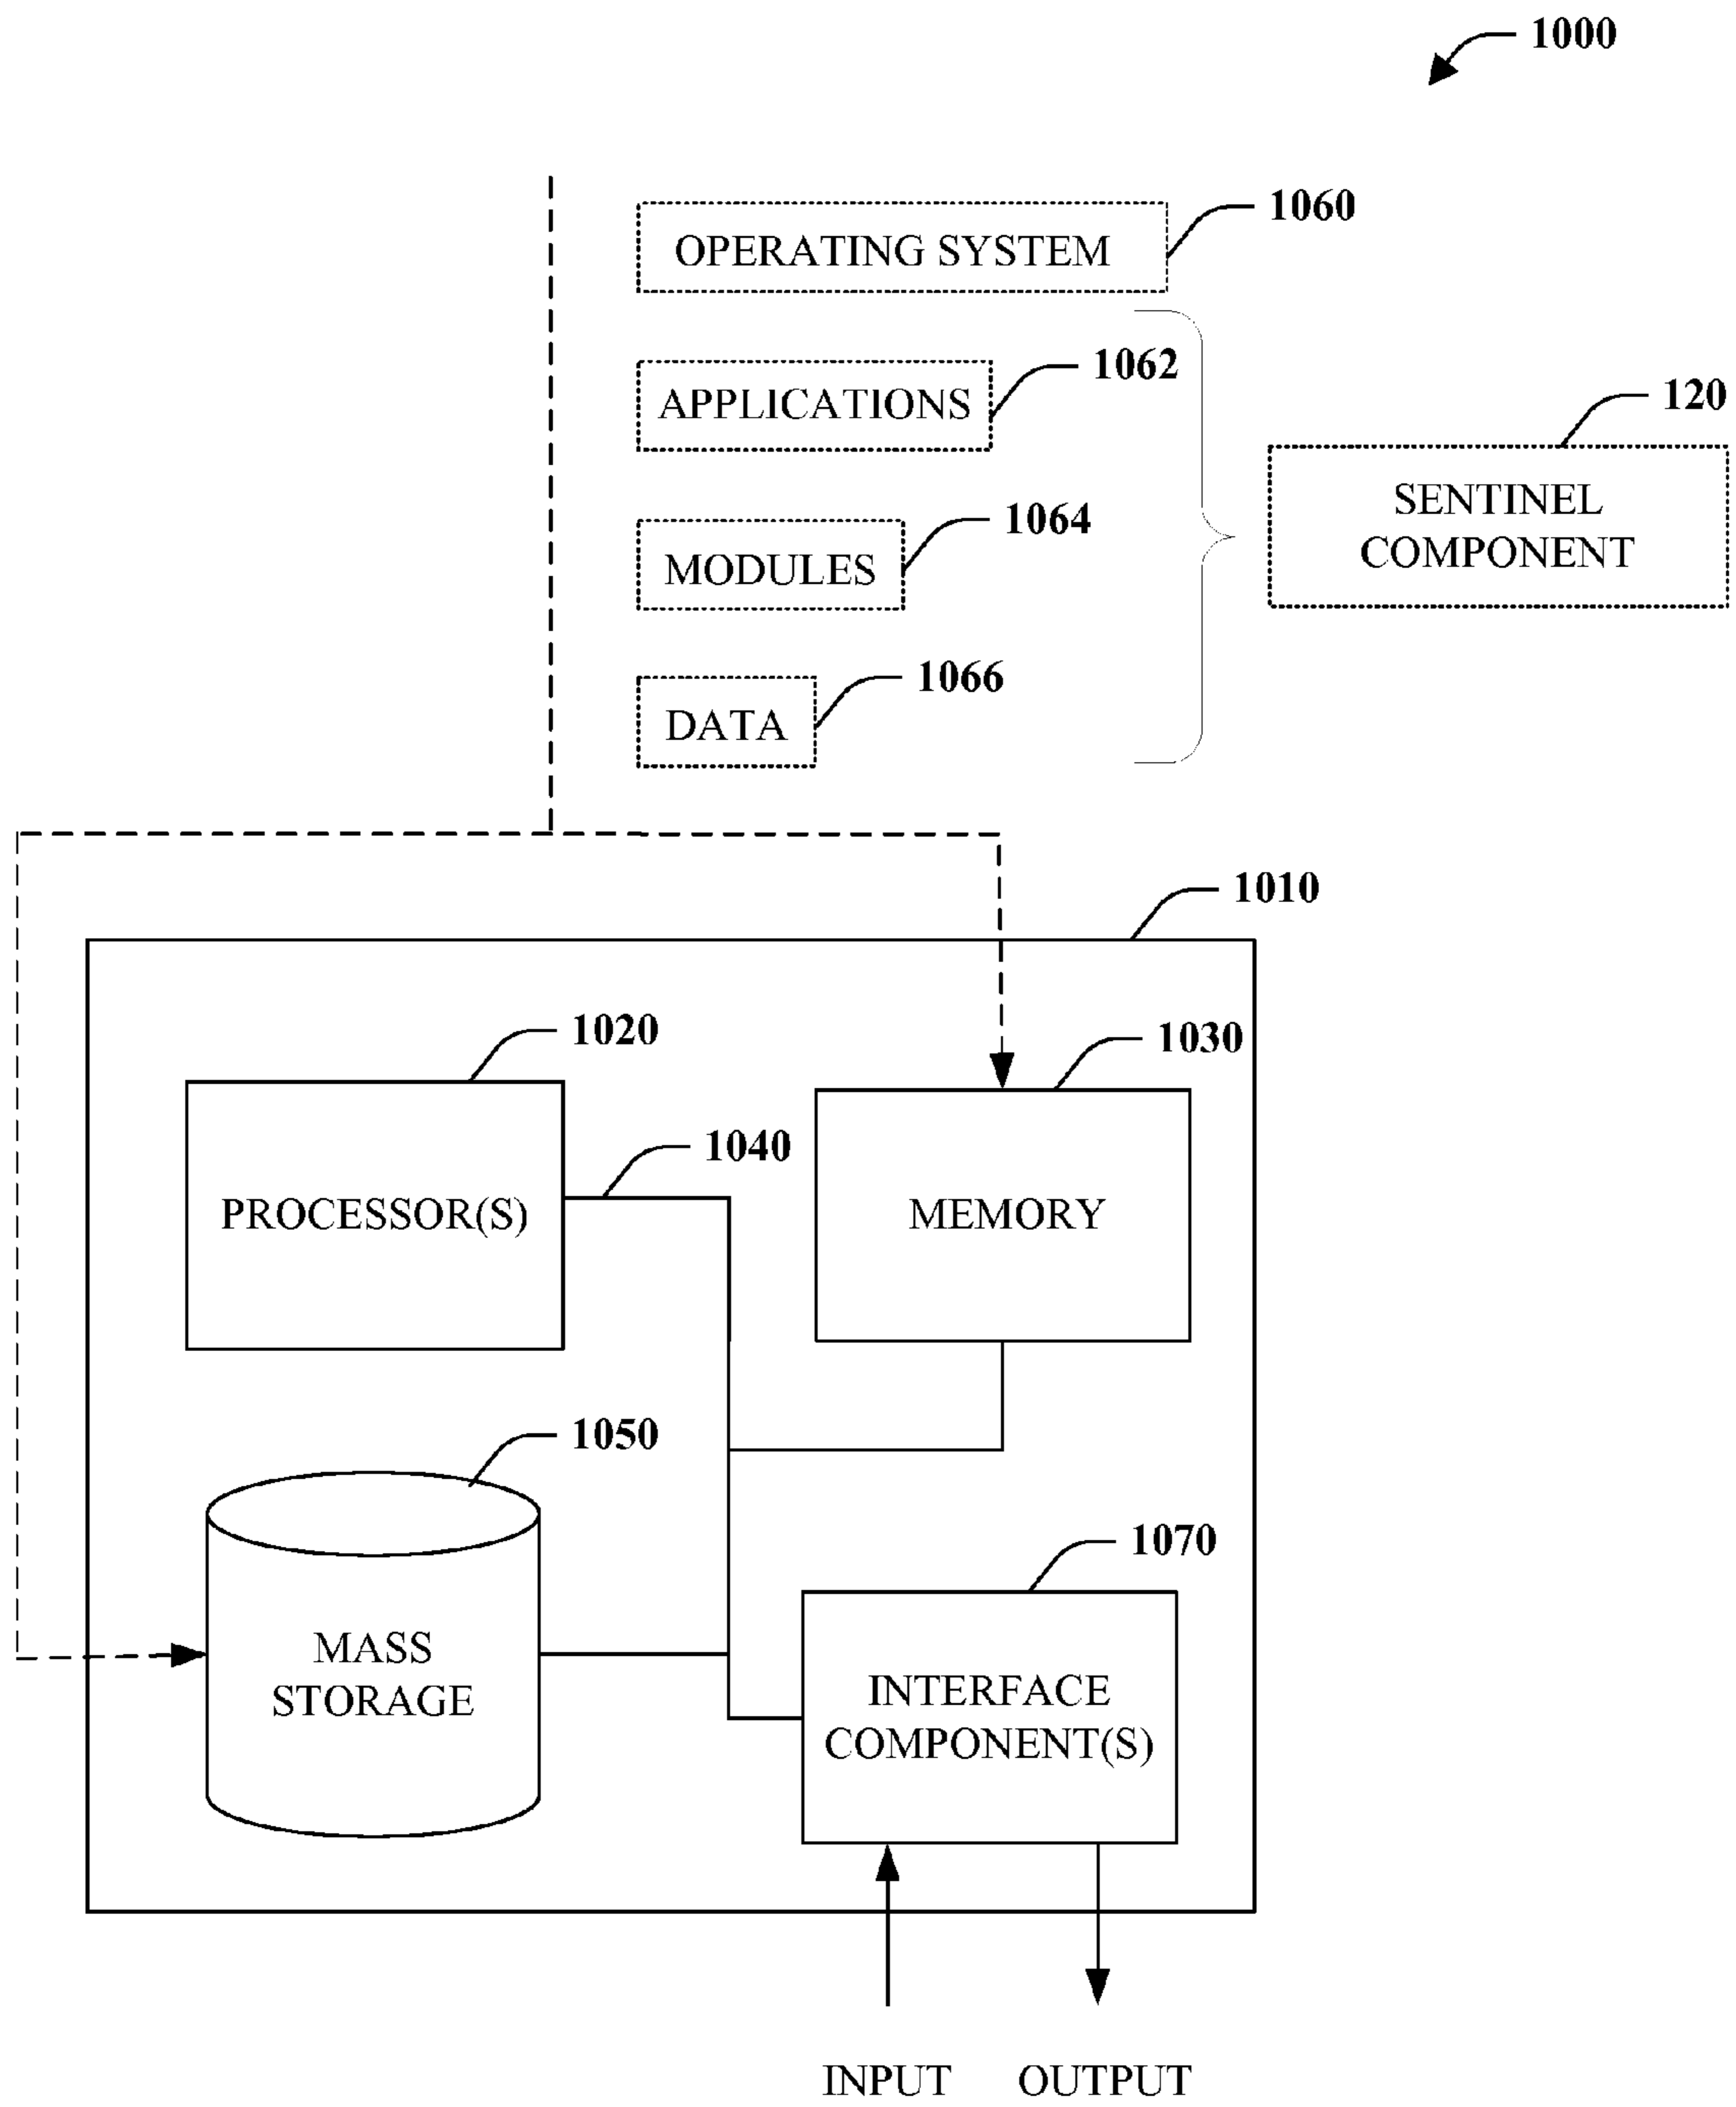 1000
1060
OPERATING SYSTEM
1062
APPLICATIONS
120
SENTINEL
COMPONENT
1064
MODULES
1066
DATA
1010
1020
1030
1040
PROCESSOR(S)
MEMORY
1050
1070
MASS
STORAGE
INTERFACE
COMPONENT(S)
INPUT
OUTPUT